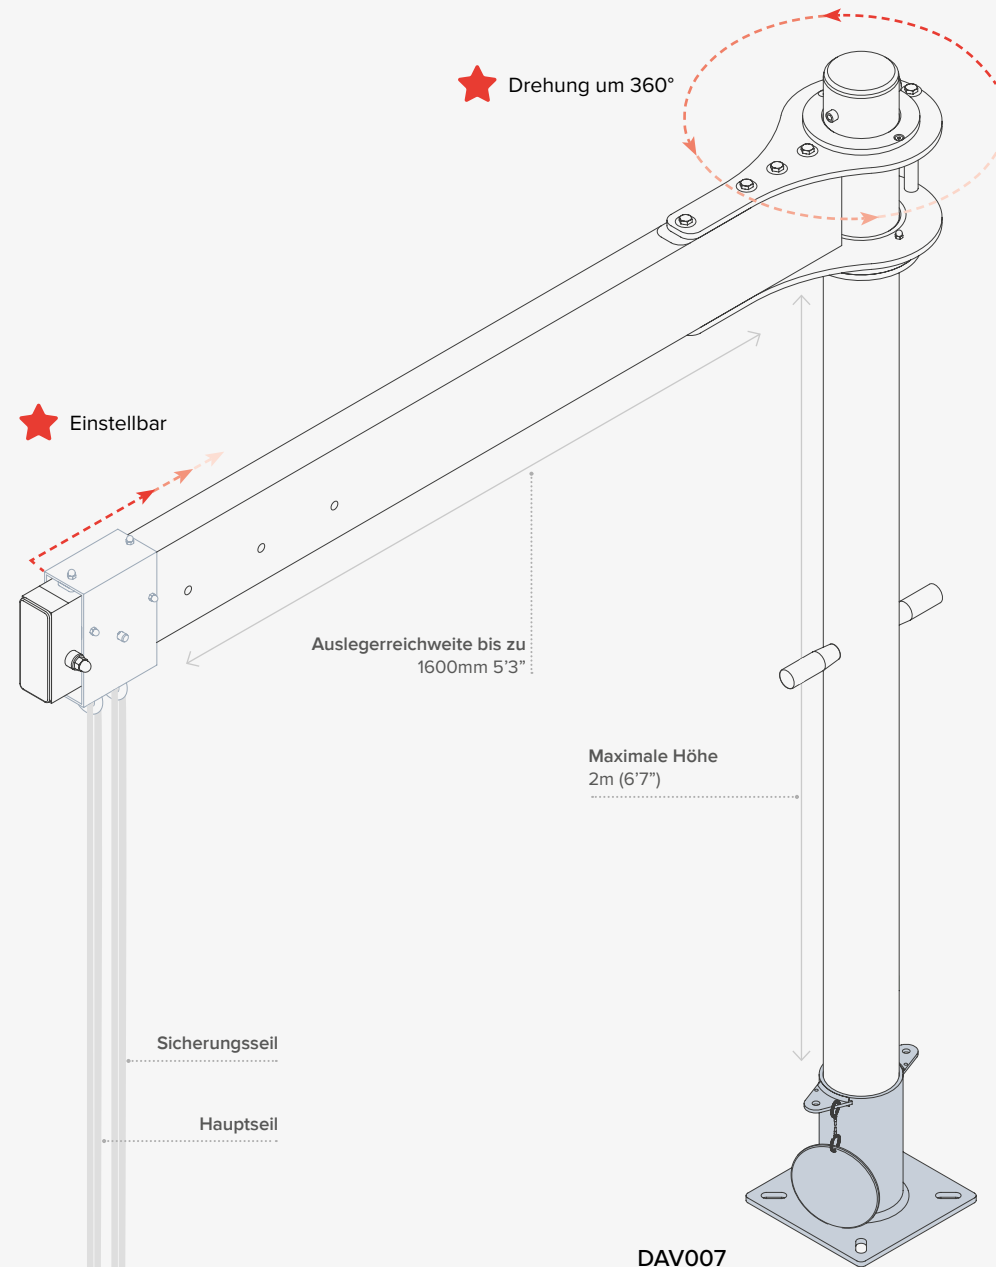 Drehung um 360°
Einstellbar
Auslegerreichweite bis zu
1600mm 5’3”
Maximale Höhe
2m (6’7”)
Sicherungsseil
Hauptseil
DAV007